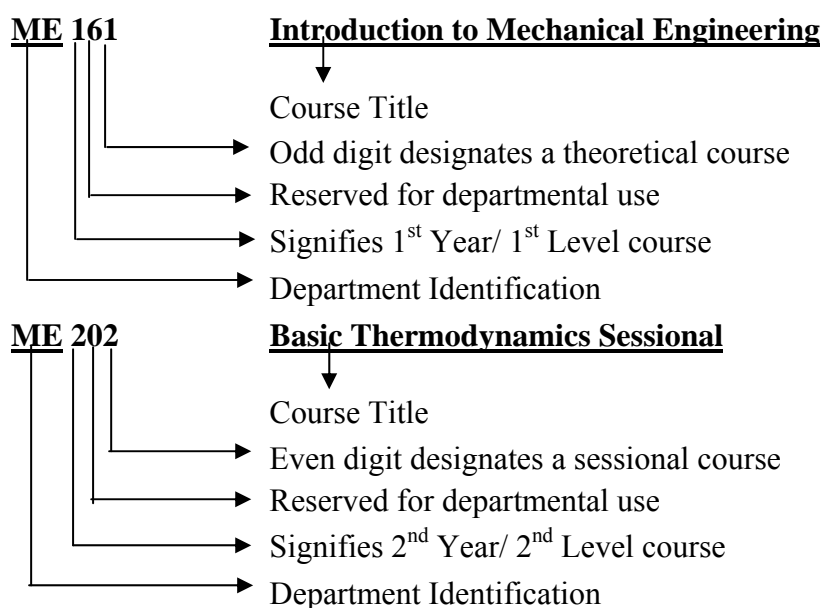 ME 161 Introduction to Mechanical Engineering
Course Title
Odd digit designates a theoretical course
Reserved for departmental use
Signifies 1st Year/ 1st Level course
Department Identification
ME 202 Basic Thermodynamics Sessional
Course Title
Even digit designates a sessional course
Reserved for departmental use
Signifies 2nd Year/ 2nd Level course
Department Identification